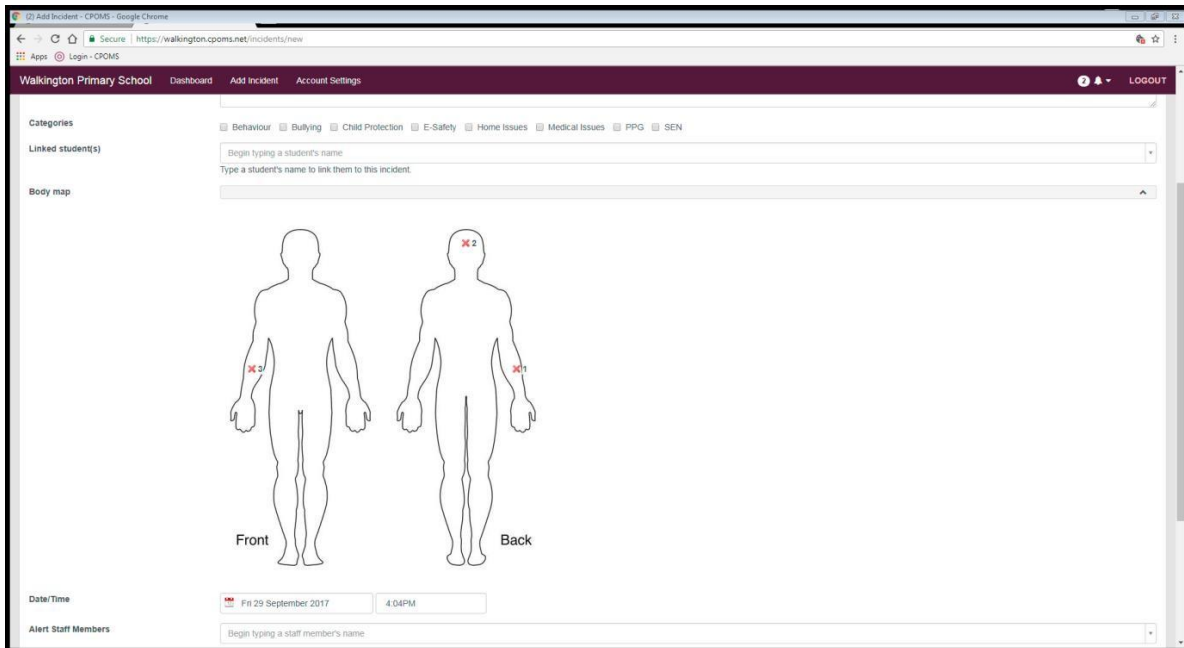 (2) Add Incident - CPOMS - Google Chrome
Secure https://walkington.cpoms.net/incidents/new
Apps Login - CPOMS
Walkington Primary School Dashboard Add Incident Account Settings 2 LOGOUT
Categories Behaviour Bullying Child Protection E-Safety Home Issues Medical Issues PPG SEN
Linked student(s) Begin typing a student's name
Type a student's name to link them to this incident.
Body map
2
3 1
Front Back
Date/Time Fri 29 September 2017 4:04PM
Alert Staff Members Begin typing a staff member's name